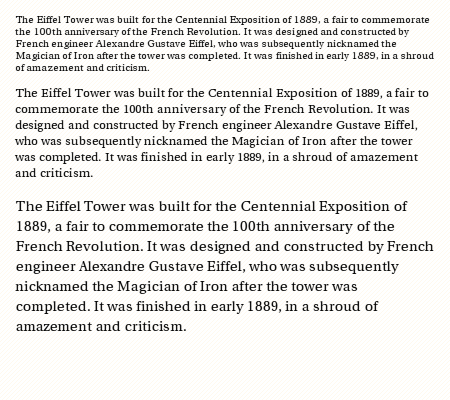 The Eiffel Tower was built for the Centennial Exposition of 1889, a fair to commemorate
the 100th anniversary of the French Revolution. It was designed and constructed by
French engineer Alexandre Gustave Eiffel, who was subsequently nicknamed the
Magician of Iron after the tower was completed. It was finished in early 1889, in a shroud
of amazement and criticism.
The Eiffel Tower was built for the Centennial Exposition of 1889, a fair to
commemorate the 100th anniversary of the French Revolution. It was
designed and constructed by French engineer Alexandre Gustave Eiffel,
who was subsequently nicknamed the Magician of Iron after the tower
was completed. It was finished in early 1889, in a shroud of amazement
and criticism.
The Eiffel Tower was built for the Centennial Exposition of
1889, a fair to commemorate the 100th anniversary of the
French Revolution. It was designed and constructed by French
engineer Alexandre Gustave Eiffel, who was subsequently
nicknamed the Magician of Iron after the tower was
completed. It was finished in early 1889, in a shroud of
amazement and criticism.